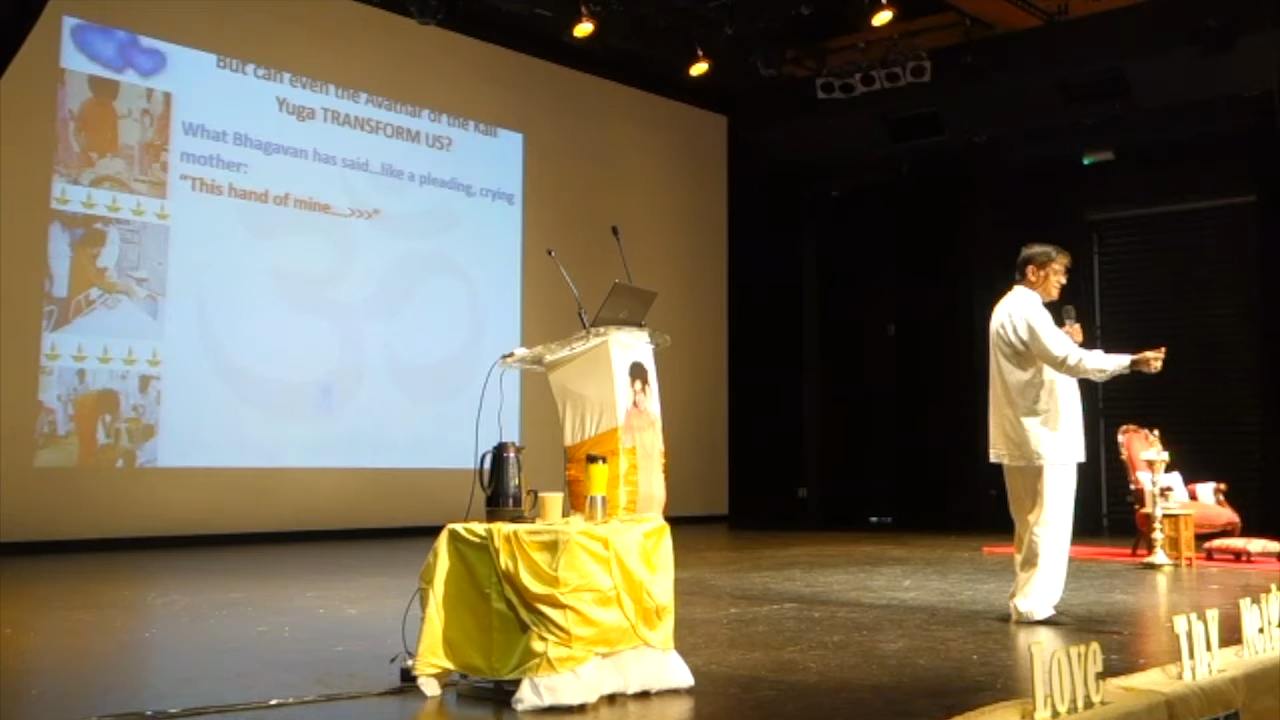 But can even the Avathar of the Kali
Yuga TRANSFORM US?
What Bhagavan has said...like a pleading, crying
mother:
"This hand of mine....>>>"
Love Thy Neigh